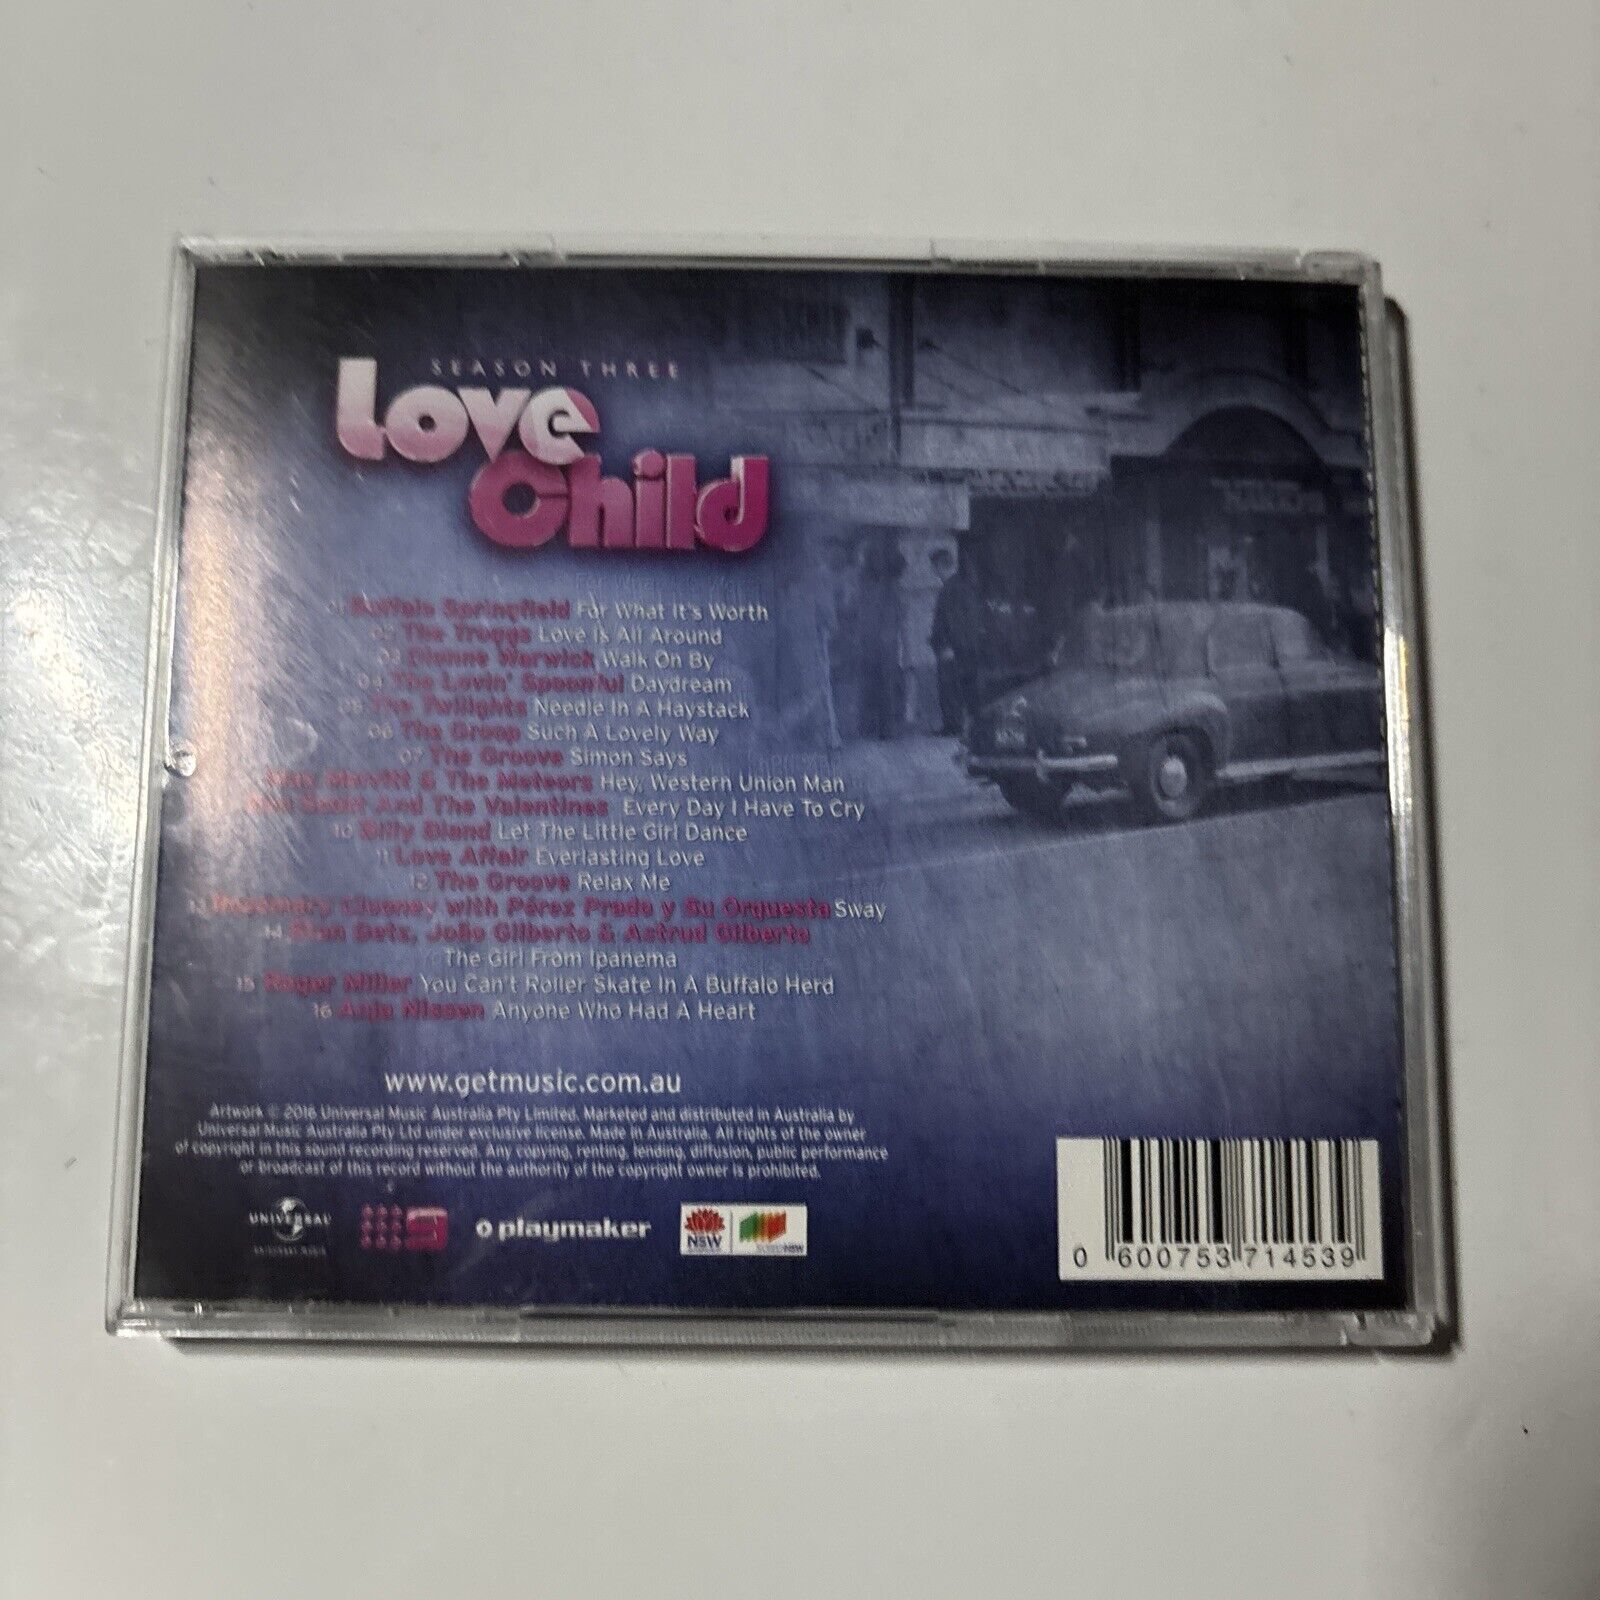 SEASON THREE
Love
Child
01 Buffalo Springfield For What It's Worth
02 The Troggs Love Is All Around
03 Dionne Warwick Walk On By
04 The Lovin' Spoonful Daydream
05 The Twilights Needle In A Haystack
06 The Groop Such A Lovely Way
07 The Groove Simon Says
& The Meteors Hey, Western Union Man
And The Valentines Every Day I Have To Cry
10 Billy Bland Let The Little Girl Dance
11 Love Affair Everlasting Love
12 The Groove Relax Me
13 Rosemary Clooney with Pérez Prado y Su Orquesta Sway
14 Stan Getz, João Gilberto & Astrud Gilberto
The Girl From Ipanema
15 Roger Miller You Can't Roller Skate In A Buffalo Herd
16 Anja Nissen Anyone Who Had A Heart
www.getmusic.com.au
Artwork © 2016 Universal Music Australia Pty Limited. Marketed and distributed in Australia by
Universal Music Australia Pty Ltd under exclusive license. Made in Australia. All rights of the owner
of copyright in this sound recording reserved. Any copying, renting, lending, diffusion, public performance
or broadcast of this record without the authority of the copyright owner is prohibited.
UNIVERSAL
UNIVERSAL MUSIC
9
playmaker
NSW
0 600753 714539